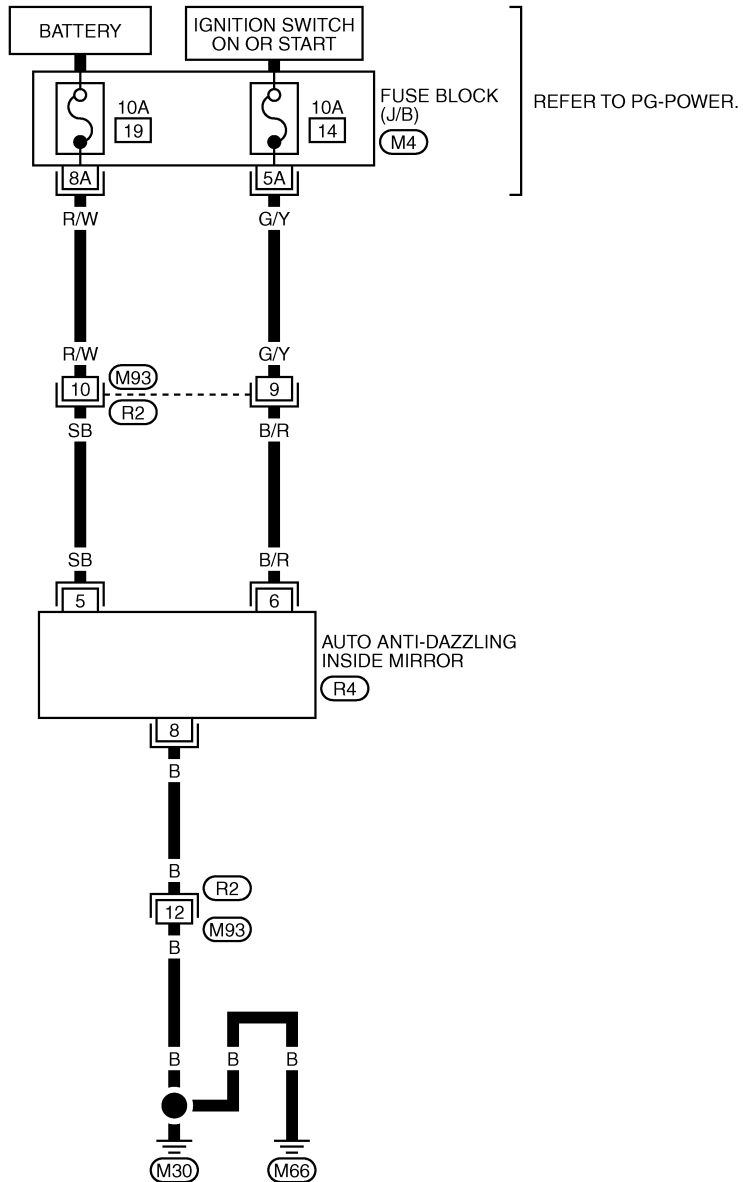 BATTERY
IGNITION SWITCH
ON OR START
10A
19
10A
14
FUSE BLOCK
(J/B)
M4
REFER TO PG-POWER.
8A
5A
R/W
G/Y
R/W
G/Y
10
M93
9
R2
SB
B/R
SB
B/R
5
6
AUTO ANTI-DAZZLING
INSIDE MIRROR
R4
8
B
B
R2
12
M93
B
B
B
B
M30
M66